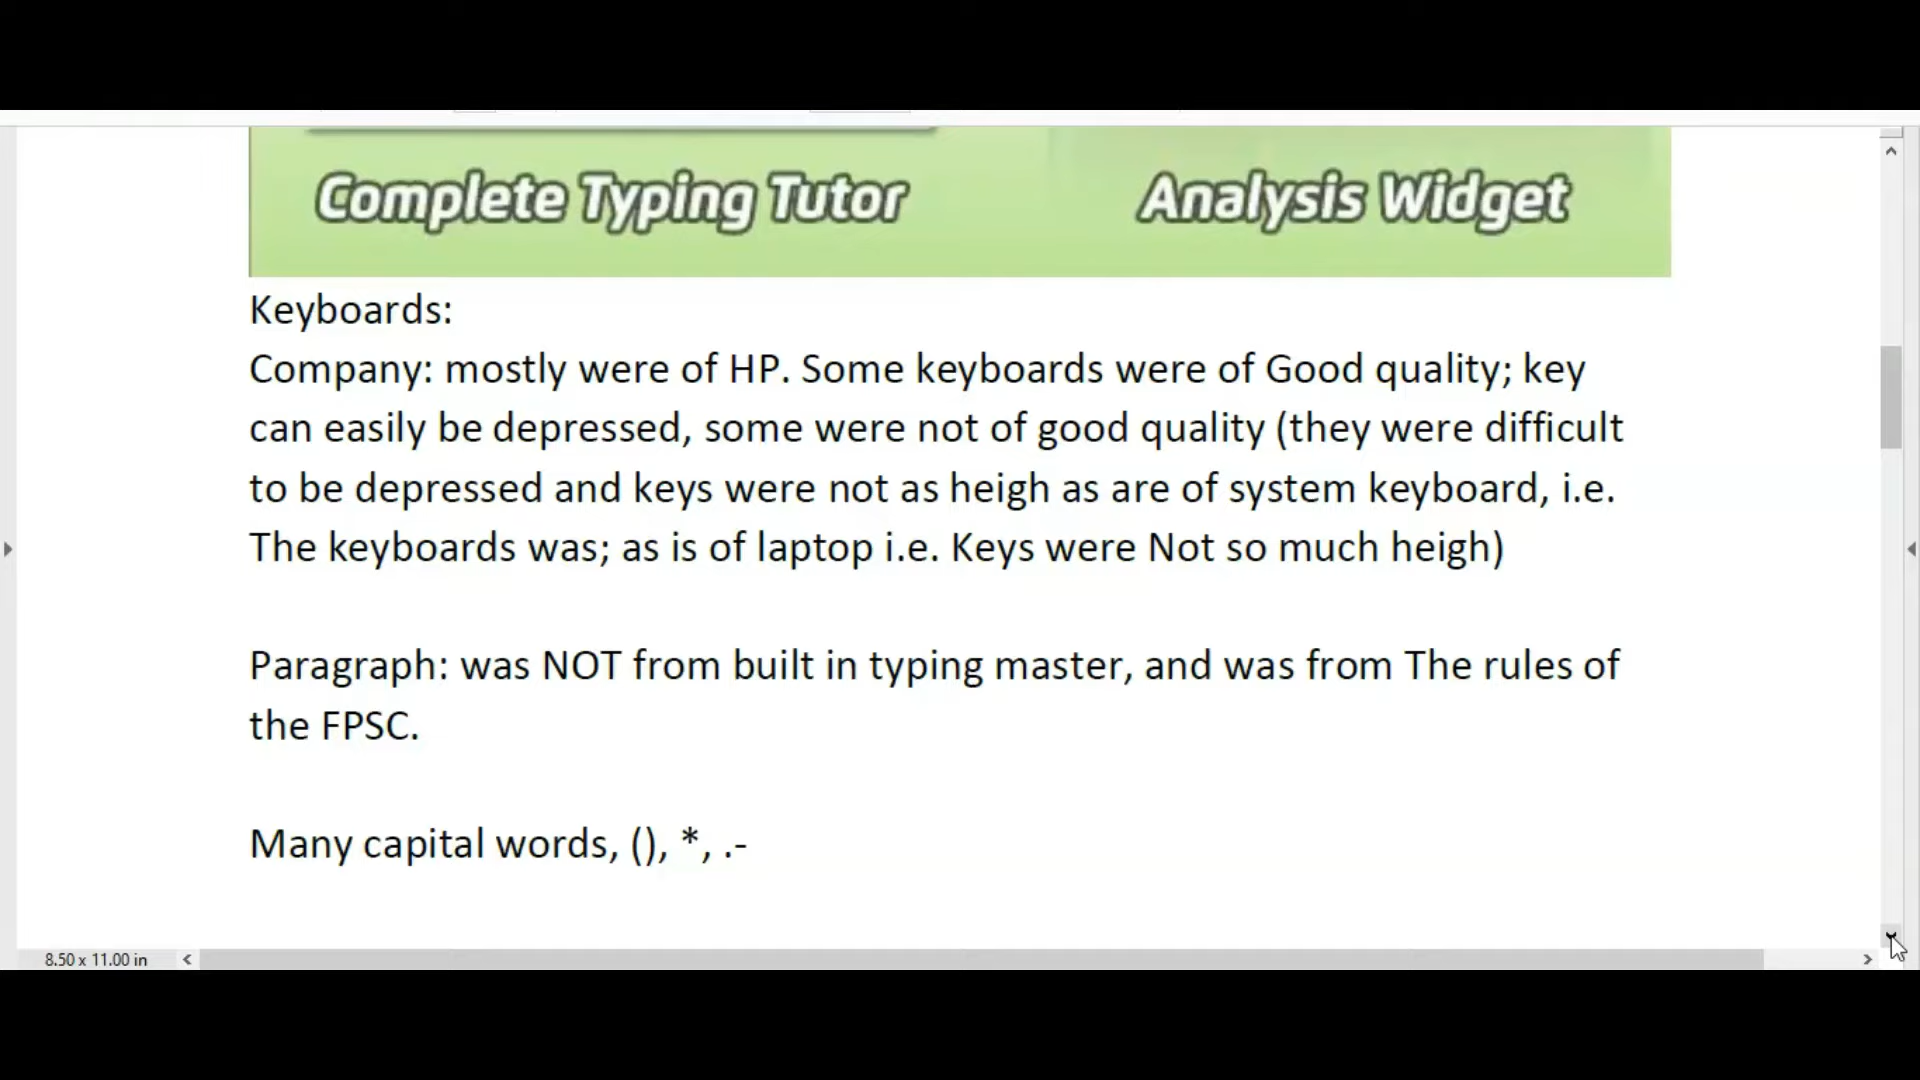 Complete Typing Tutor Analysis Widget
Keyboards:
Company: mostly were of HP. Some keyboards were of Good quality; key
can easily be depressed, some were not of good quality (they were difficult
to be depressed and keys were not as heigh as are of system keyboard, i.e.
The keyboards was; as is of laptop i.e. Keys were Not so much heigh)
Paragraph: was NOT from built in typing master, and was from The rules of
the FPSC.
Many capital words, (), *, .-
8.50 x 11.00 in